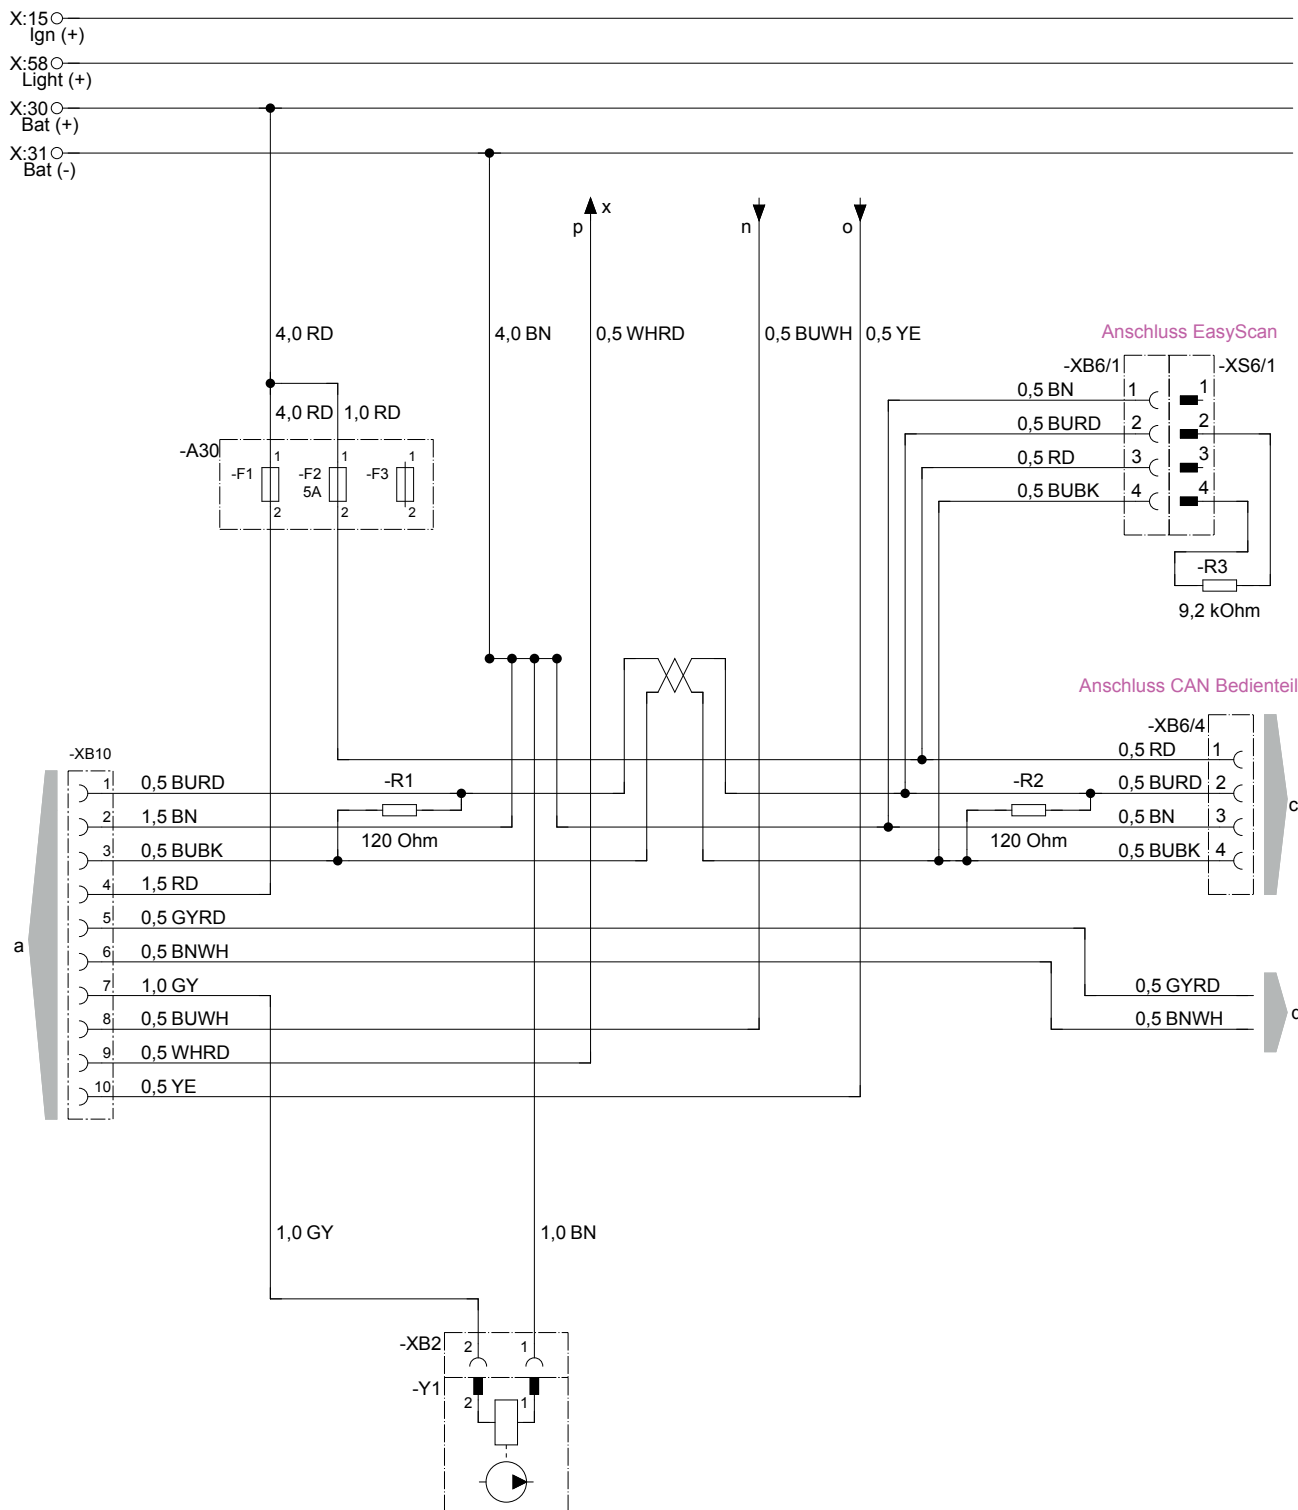 X:15
Ign (+)
X:58
Light (+)
X:30
Bat (+)
X:31
Bat (-)
x
p
n
o
4,0 RD
4,0 BN
0,5 WHRD
0,5 BUWH
0,5 YE
Anschluss EasyScan
-XB6/1
-XS6/1
0,5 BN
1
1
0,5 BURD
2
2
0,5 RD
3
3
0,5 BUBK
4
4
-R3
9,2 kOhm
4,0 RD
1,0 RD
-A30
1
1
1
-F1
-F2
5A
-F3
2
2
2
Anschluss CAN Bedienteil
-XB6/4
0,5 RD
1
0,5 BURD
2
0,5 BN
3
0,5 BUBK
4
c
-R1
120 Ohm
-R2
120 Ohm
-XB10
1
0,5 BURD
2
1,5 BN
3
0,5 BUBK
4
1,5 RD
5
0,5 GYRD
6
0,5 BNWH
7
1,0 GY
8
0,5 BUWH
9
0,5 WHRD
10
0,5 YE
a
0,5 GYRD
0,5 BNWH
1,0 GY
1,0 BN
-XB2
2
1
-Y1
2
1